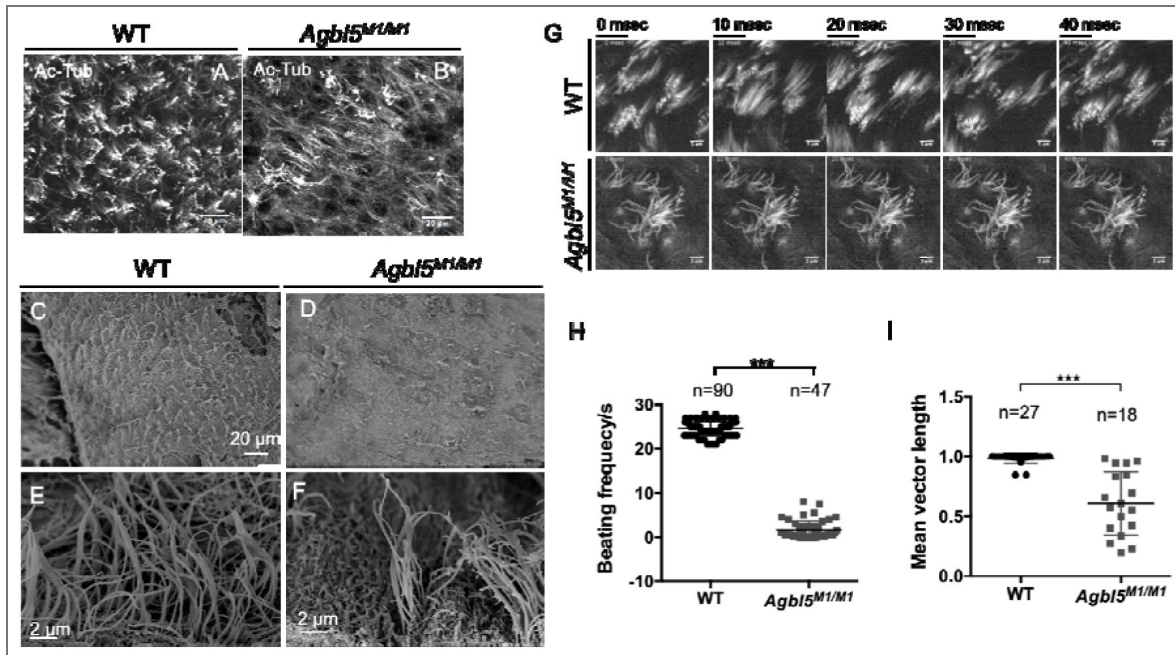 WT
Agbl5M1/M1
Ac-Tub
A
Ac-Tub
B
20 µm
20 µm
WT
Agbl5M1/M1
C
D
20 µm
E
F
2 µm
2 µm
G
0 msec
10 msec
20 msec
30 msec
40 msec
WT
Agbl5M1/M1
H
***
n=90
n=47
Beating frequecy/s
30
20
10
0
-10
WT
Agbl5M1/M1
I
***
n=27
n=18
Mean vector length
1.5
1.0
0.5
0.0
WT
Agbl5M1/M1